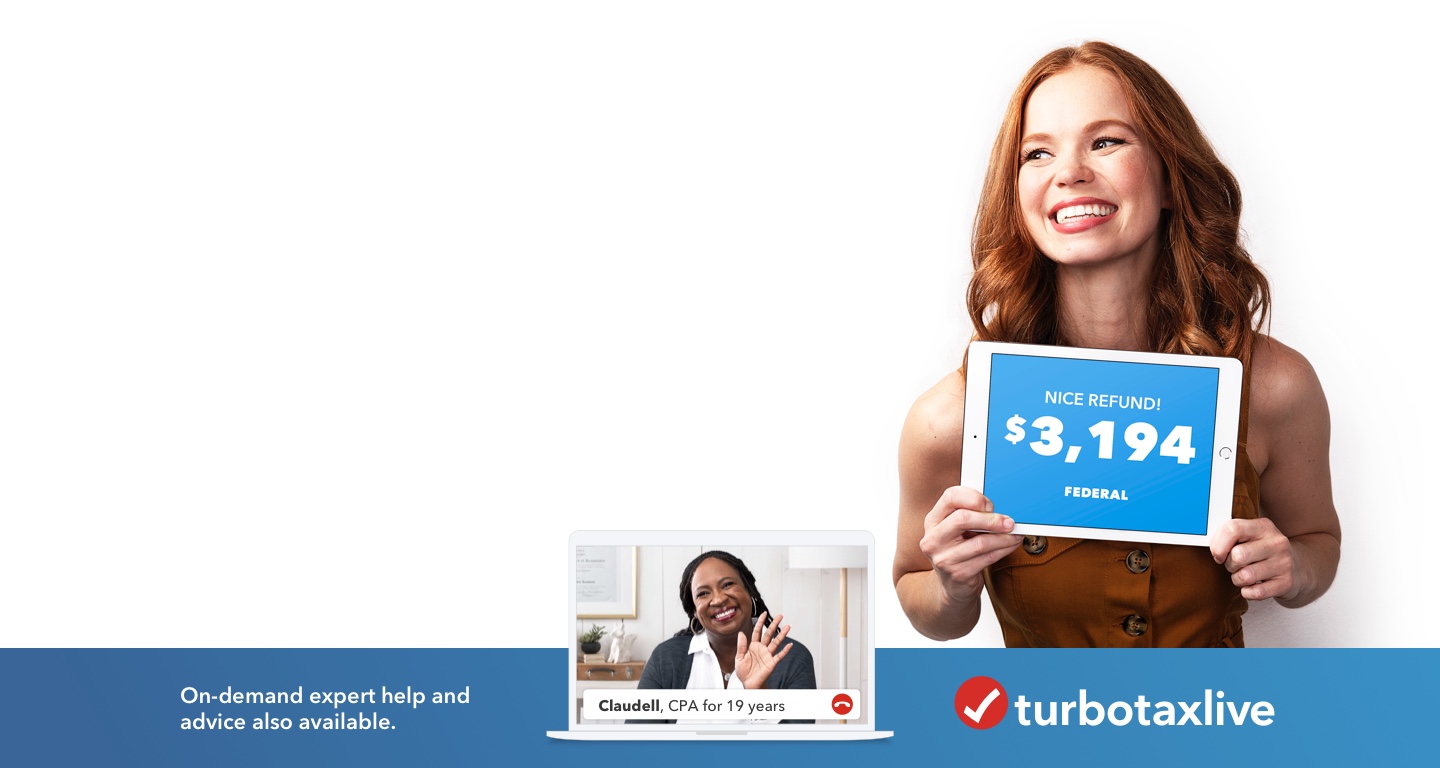 NICE REFUND!
$3,194
FEDERAL
On-demand expert help and
advice also available.
Claudell, CPA for 19 years
turbotaxlive